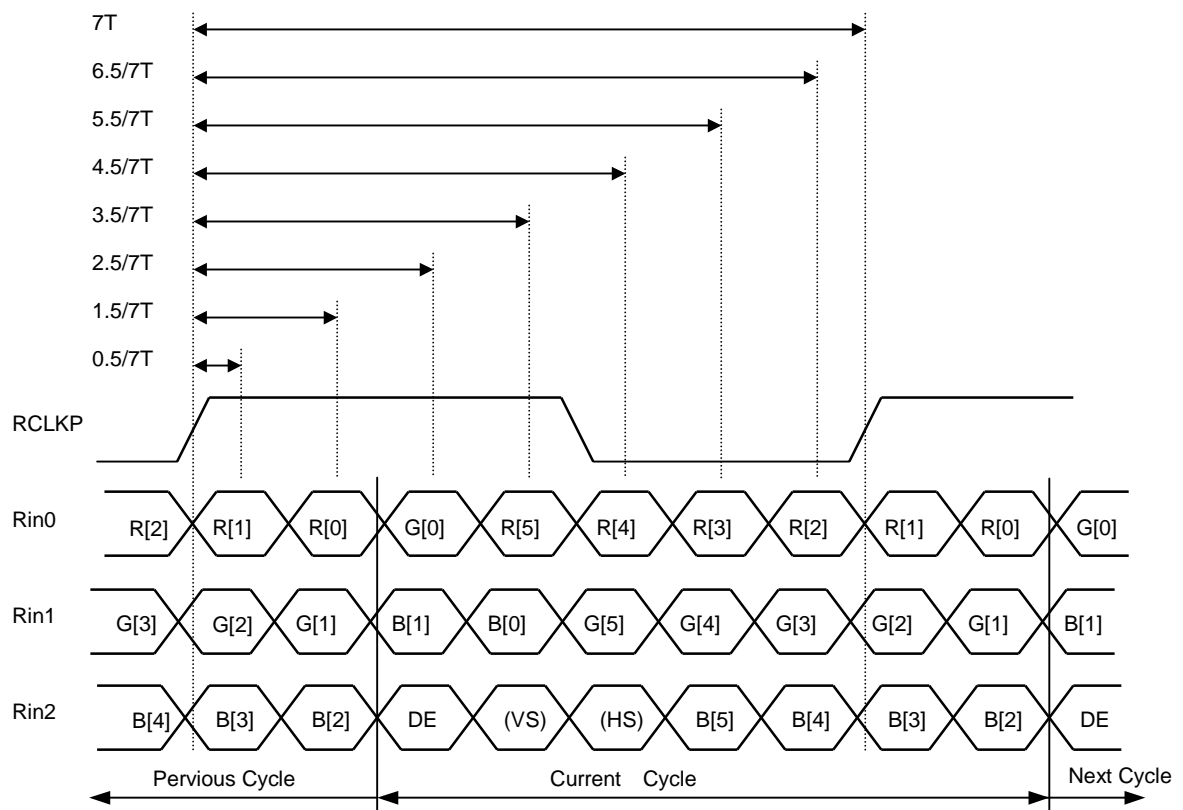 7T
6.5/7T
5.5/7T
4.5/7T
3.5/7T
2.5/7T
1.5/7T
0.5/7T
RCLKP
Rin0 R[2] R[1] R[0] G[0] R[5] R[4] R[3] R[2] R[1] R[0] G[0]
Rin1 G[3] G[2] G[1] B[1] B[0] G[5] G[4] G[3] G[2] G[1] B[1]
Rin2 B[4] B[3] B[2] DE (VS) (HS) B[5] B[4] B[3] B[2] DE
Pervious Cycle Current Cycle Next Cycle